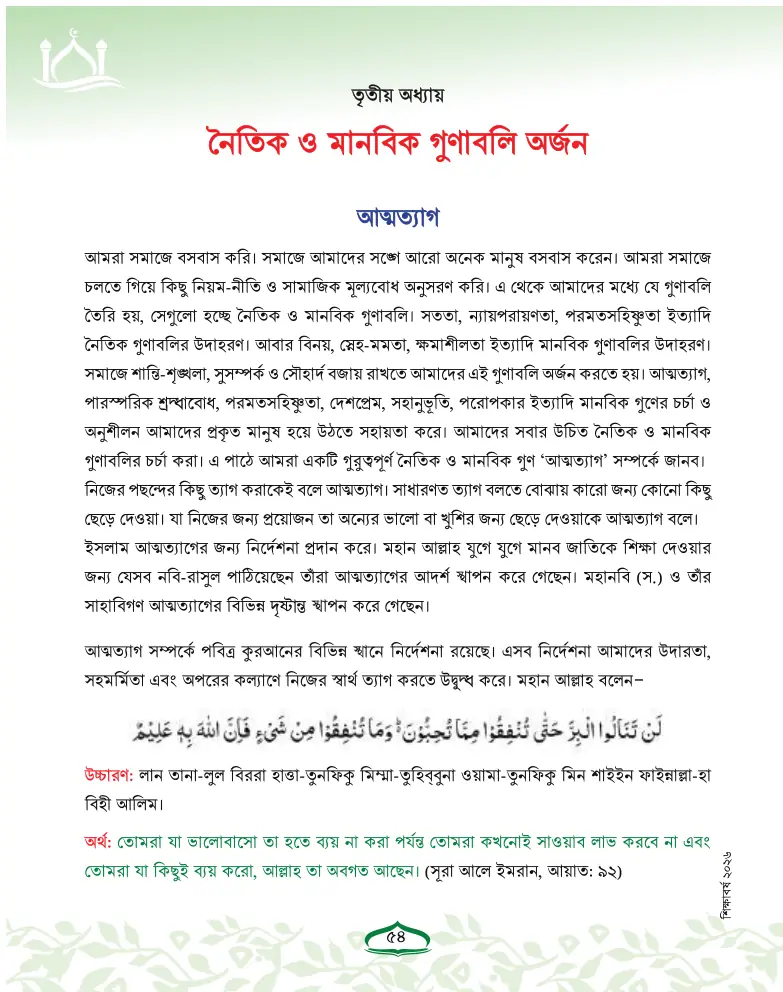 তৃতীয় অধ্যায়
নৈতিক ও মানবিক গুণাবলি অর্জন
আত্মত্যাগ
আমরা সমাজে বসবাস করি। সমাজে আমাদের সঙ্গে আরো অনেক মানুষ বসবাস করেন। আমরা সমাজে
চলতে গিয়ে কিছু নিয়ম-নীতি ও সামাজিক মূল্যবোধ অনুসরণ করি। এ থেকে আমাদের মধ্যে যে গুণাবলি
তৈরি হয়, সেগুলো হচ্ছে নৈতিক ও মানবিক গুণাবলি। সততা, ন্যায়পরায়ণতা, পরমতসহিষ্ণুতা ইত্যাদি
নৈতিক গুণাবলির উদাহরণ। আবার বিনয়, স্নেহ-মমতা, ক্ষমাশীলতা ইত্যাদি মানবিক গুণাবলির উদাহরণ।
সমাজে শান্তি-শৃঙ্খলা, সুসম্পর্ক ও সৌহার্দ বজায় রাখতে আমাদের এই গুণাবলি অর্জন করতে হয়। আত্মত্যাগ,
পারস্পরিক শ্রদ্ধাবোধ, পরমতসহিষ্ণুতা, দেশপ্রেম, সহানুভূতি, পরোপকার ইত্যাদি মানবিক গুণের চর্চা ও
অনুশীলন আমাদের প্রকৃত মানুষ হয়ে উঠতে সহায়তা করে। আমাদের সবার উচিত নৈতিক ও মানবিক
গুণাবলির চর্চা করা। এ পাঠে আমরা একটি গুরুত্বপূর্ণ নৈতিক ও মানবিক গুণ ‘আত্মত্যাগ’ সম্পর্কে জানব।
নিজের পছন্দের কিছু ত্যাগ করাকেই বলে আত্মত্যাগ। সাধারণত ত্যাগ বলতে বোঝায় কারো জন্য কোনো কিছু
ছেড়ে দেওয়া। যা নিজের জন্য প্রয়োজন তা অন্যের ভালো বা খুশির জন্য ছেড়ে দেওয়াকে আত্মত্যাগ বলে।
ইসলাম আত্মত্যাগের জন্য নির্দেশনা প্রদান করে। মহান আল্লাহ যুগে যুগে মানব জাতিকে শিক্ষা দেওয়ার
জন্য যেসব নবি-রাসুল পাঠিয়েছেন তাঁরা আত্মত্যাগের আদর্শ স্থাপন করে গেছেন। মহানবি (স.) ও তাঁর
সাহাবিগণ আত্মত্যাগের বিভিন্ন দৃষ্টান্ত স্থাপন করে গেছেন।
আত্মত্যাগ সম্পর্কে পবিত্র কুরআনের বিভিন্ন স্থানে নির্দেশনা রয়েছে। এসব নির্দেশনা আমাদের উদারতা,
সহমর্মিতা এবং অপরের কল্যাণে নিজের স্বার্থ ত্যাগ করতে উদ্বুদ্ধ করে। মহান আল্লাহ বলেন–
لَنْ تَنَالُوا الْبِرَّ حَتّٰى تُنْفِقُوْا مِمَّا تُحِبُّوْنَ ؕ وَمَا تُنْفِقُوْا مِنْ شَيْءٍ فَاِنَّ اللهَ بِهٖ عَلِيْمٌ
উচ্চারণ: লান তানা-লুল বিররা হাত্তা-তুনফিকু মিম্মা-তুহিব্বুনা ওয়ামা-তুনফিকু মিন শাইইন ফাইন্নাল্লা-হা
বিহী আলিম।
অর্থ: তোমরা যা ভালোবাসো তা হতে ব্যয় না করা পর্যন্ত তোমরা কখনোই সাওয়াব লাভ করবে না এবং
তোমরা যা কিছুই ব্যয় করো, আল্লাহ তা অবগত আছেন। (সূরা আলে ইমরান, আয়াত: ৯২)
শিক্ষাবর্ষ ২০২৬
৫৪